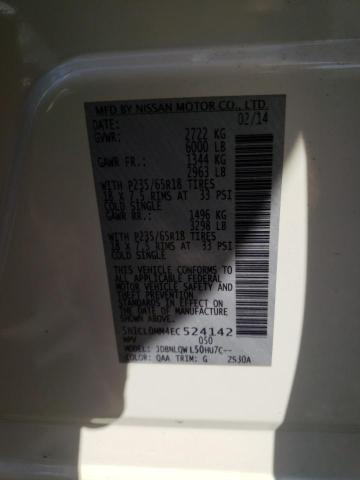 MFD BY NISSAN MOTOR CO., LTD.
DATE: 02/14
GVWR: 2722 KG
6000 LB
GAWR FR.: 1344 KG
2963 LB
WITH P235/65R18 TIRES
18 X 7.5 RIMS AT 33 PSI
COLD SINGLE
GAWR RR.: 1496 KG
3298 LB
WITH P235/65R18 TIRES
18 X 7.5 RIMS AT 33 PSI
COLD SINGLE
THIS VEHICLE CONFORMS TO ALL
APPLICABLE FEDERAL MOTOR
VEHICLE SAFETY AND THEFT PREVENTION
STANDARDS IN EFFECT ON THE DATE OF
MANUFACTURE SHOWN ABOVE.
5N1CL0MM4EC524142
MPV 050
MODEL: JDBNLQWL50HU7C--
COLOR: QAA TRIM: G 2530A